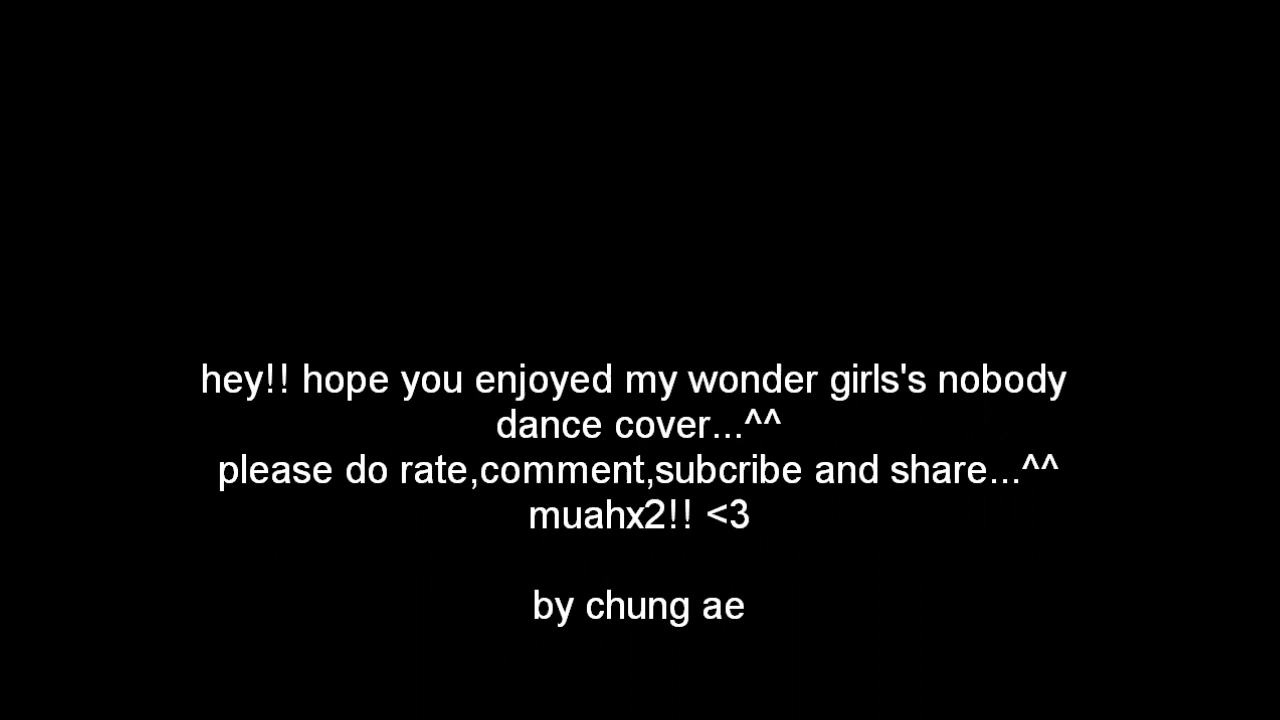 hey!! hope you enjoyed my wonder girls's nobody
dance cover...^^
please do rate,comment,subcribe and share...^^
muahx2!! <3
by chung ae